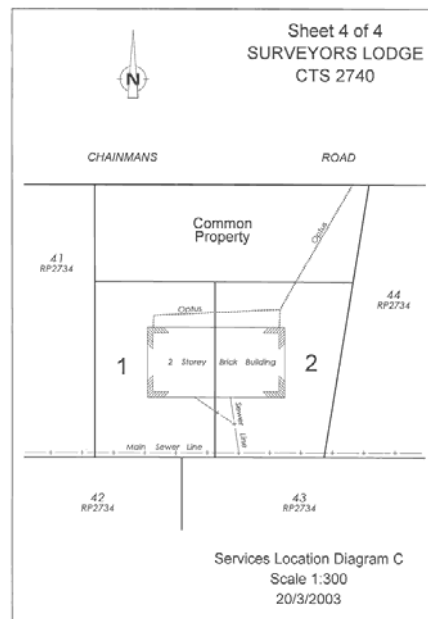 Sheet 4 of 4
SURVEYORS LODGE
CTS 2740
N
CHAINMANS ROAD
Common
Property
Optus
41
RP2734
44
RP2734
Optus
1
2 Storey Brick Building
2
Sewer Line
Main Sewer Line
42
RP2734
43
RP2734
Services Location Diagram C
Scale 1:300
20/3/2003